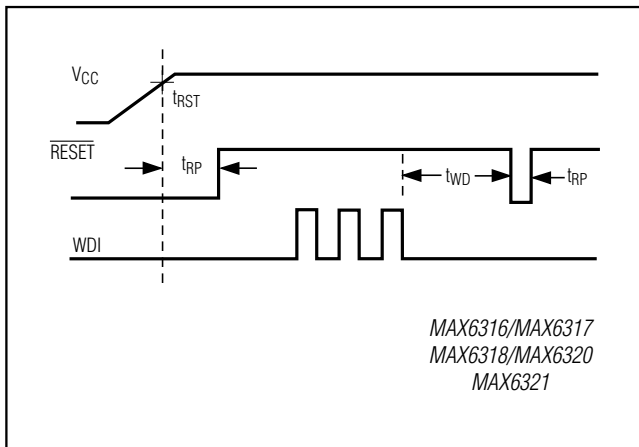 VCC
tRST
RESET
tRP
tWD
tRP
WDI
MAX6316/MAX6317
MAX6318/MAX6320
MAX6321